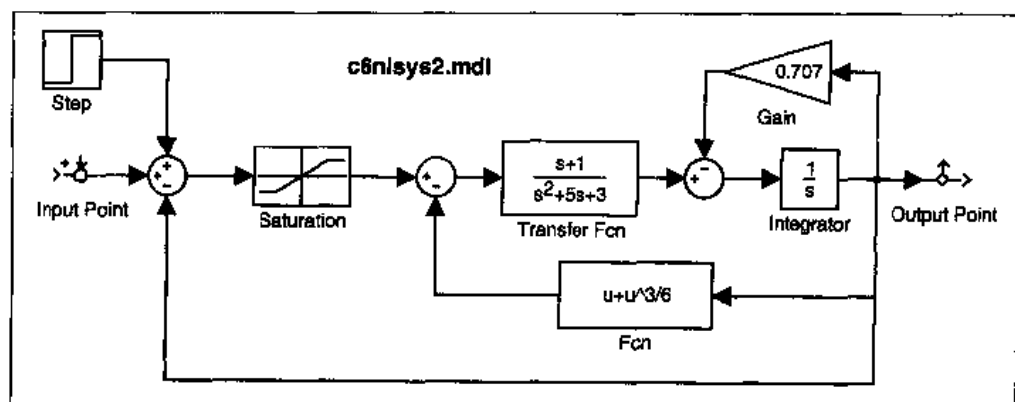 c6nlsys2.mdl
Step
0.707
Gain
Input Point
+
+
+
-
Saturation
+
-
s+1
s^2+5s+3
Transfer Fcn
-
+
1
s
Integrator
Output Point
u+u^3/6
Fcn